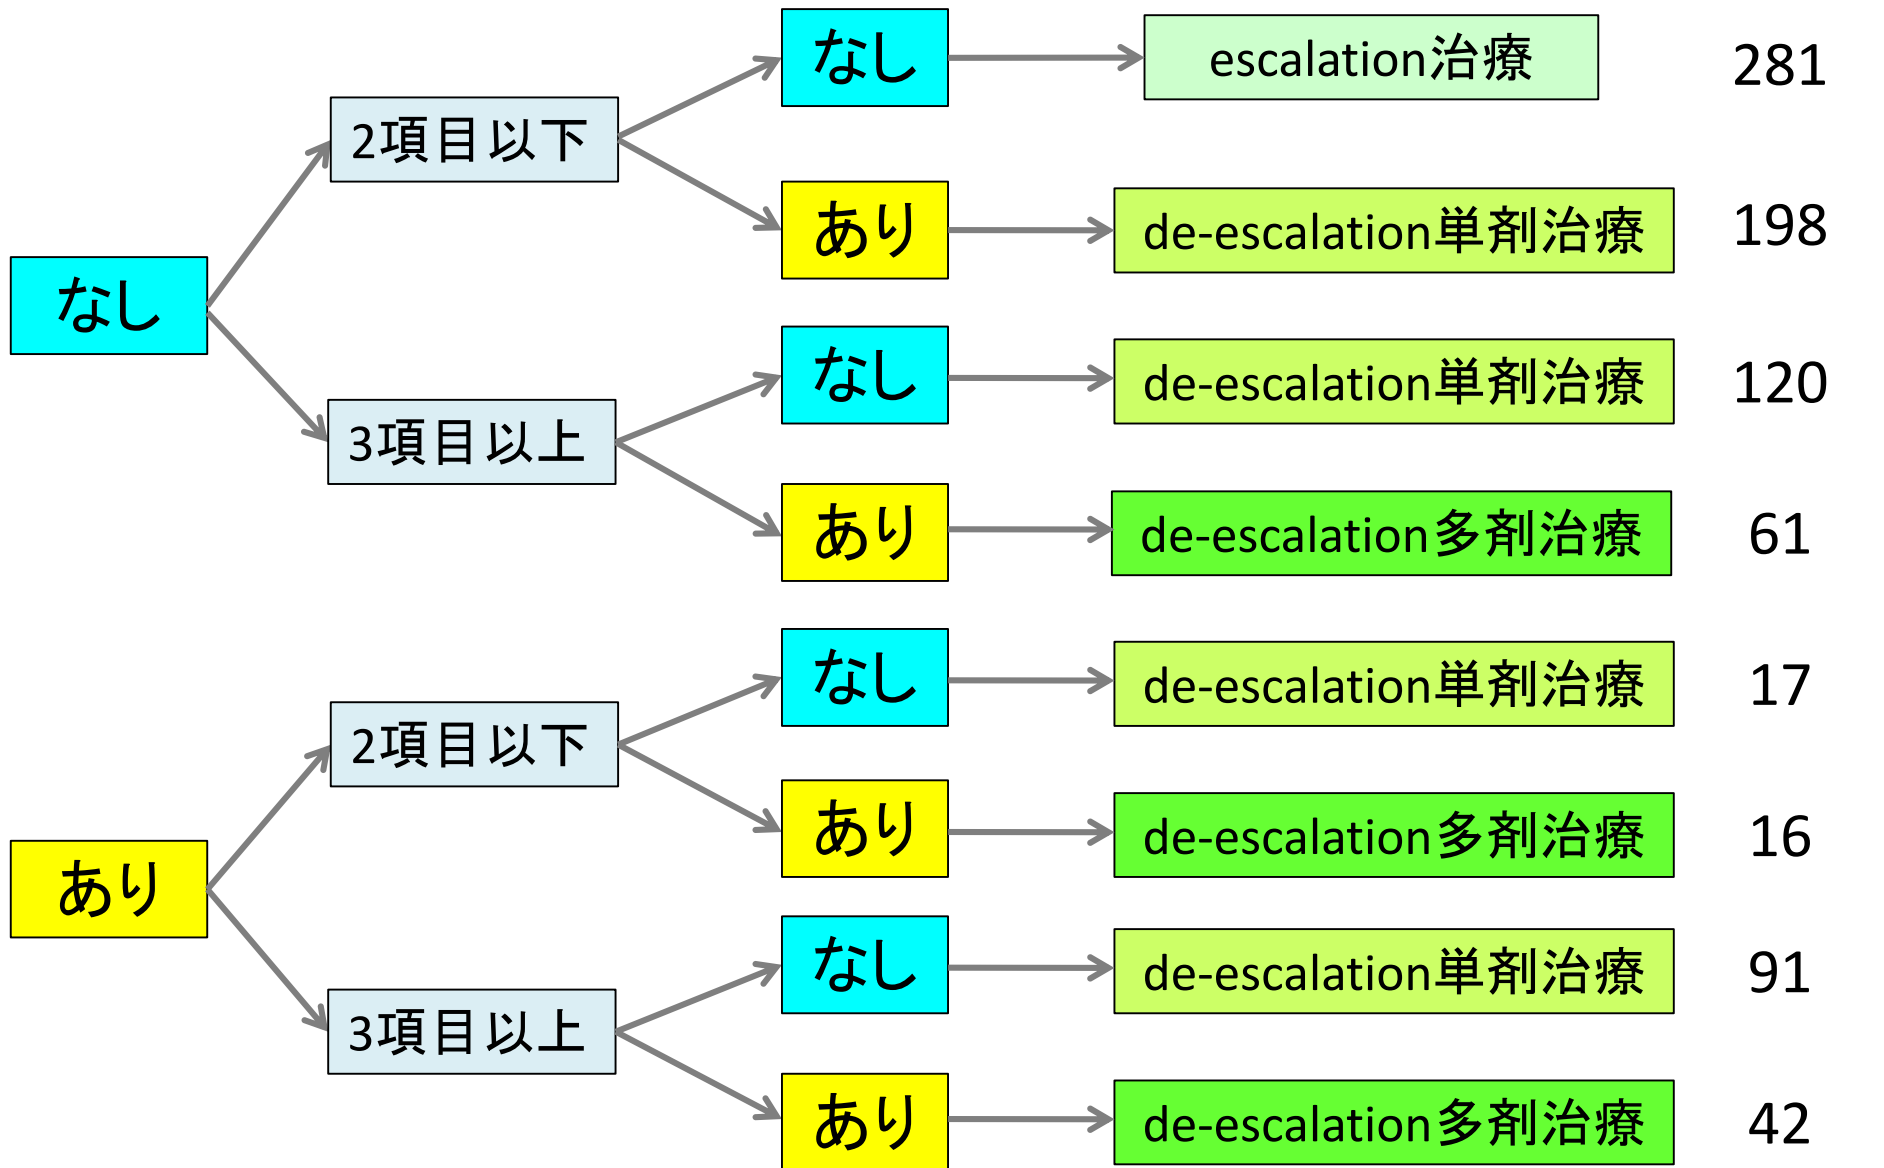 なし
escalation治療
281
2項目以下
あり
de-escalation単剤治療
198
なし
なし
de-escalation単剤治療
120
3項目以上
あり
de-escalation多剤治療
61
なし
de-escalation単剤治療
17
2項目以下
あり
de-escalation多剤治療
16
あり
なし
de-escalation単剤治療
91
3項目以上
あり
de-escalation多剤治療
42